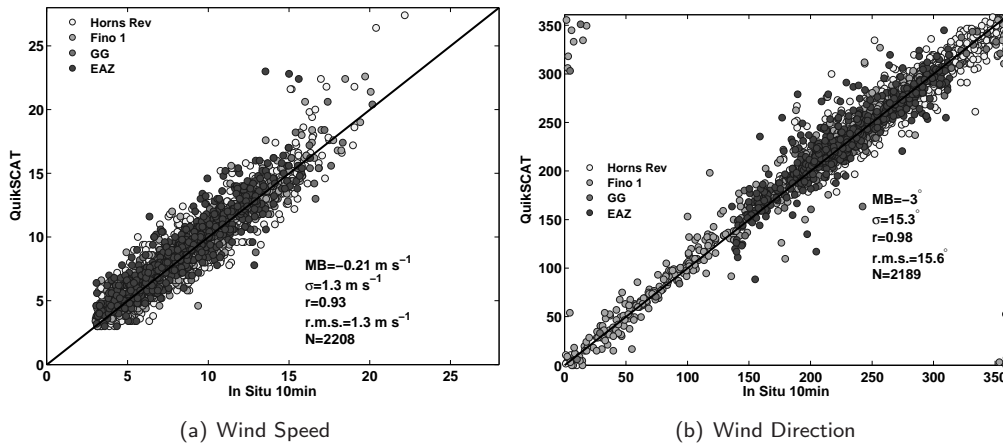 Horns Rev
Fino 1
GG
EAZ
25
20
15
10
5
0
QuikSCAT
MB=−0.21 m s⁻¹
σ=1.3 m s⁻¹
r=0.93
r.m.s.=1.3 m s⁻¹
N=2208
0 5 10 15 20 25
In Situ 10min
(a) Wind Speed
350
300
250
200
150
100
50
0
QuikSCAT
Horns Rev
Fino 1
GG
EAZ
MB=−3°
σ=15.3°
r=0.98
r.m.s.=15.6°
N=2189
0 50 100 150 200 250 300 350
In Situ 10min
(b) Wind Direction